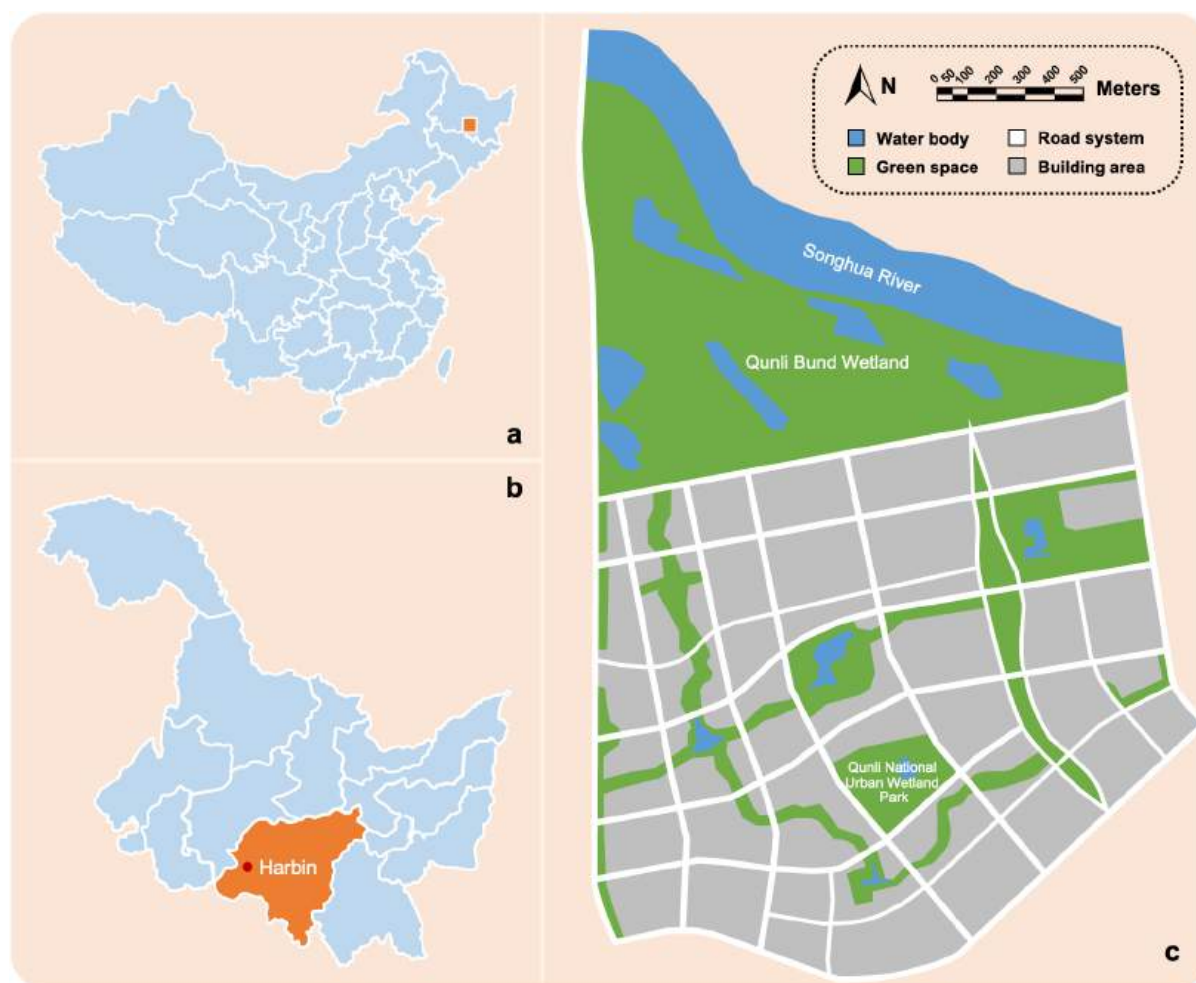 a
b
Harbin
N
0 50 100 200 300 400 500
Meters
Water body
Road system
Green space
Building area
Songhua River
Qunli Bund Wetland
Qunli National
Urban Wetland
Park
c